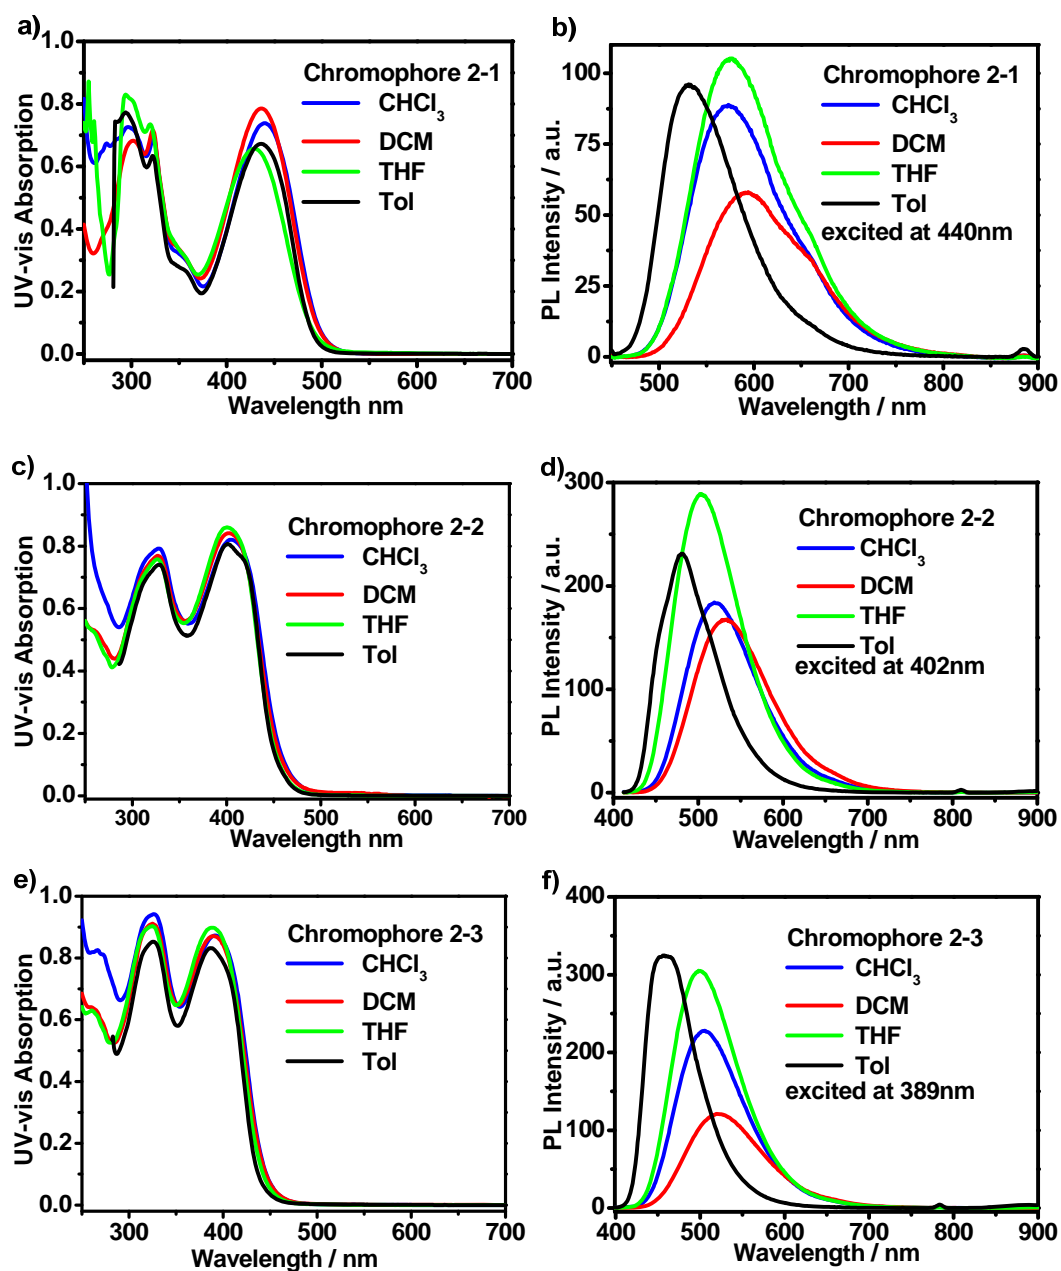 a)
1.0
0.8
0.6
0.4
0.2
0.0
UV-vis Absorption
Chromophore 2-1
CHCl3
DCM
THF
Tol
300 400 500 600 700
Wavelength nm
b)
100
75
50
25
0
PL Intensity / a.u.
Chromophore 2-1
CHCl3
DCM
THF
Tol
excited at 440nm
500 600 700 800 900
Wavelength / nm
c)
1.0
0.8
0.6
0.4
0.2
0.0
UV-vis Absorption
Chromophore 2-2
CHCl3
DCM
THF
Tol
300 400 500 600 700
Wavelength nm
d)
300
200
100
0
PL Intensity / a.u.
Chromophore 2-2
CHCl3
DCM
THF
Tol
excited at 402nm
400 500 600 700 800 900
Wavelength / nm
e)
1.0
0.8
0.6
0.4
0.2
0.0
UV-vis Absorption
Chromophore 2-3
CHCl3
DCM
THF
Tol
300 400 500 600 700
Wavelength / nm
f)
400
300
200
100
0
PL Intensity / a.u.
Chromophore 2-3
CHCl3
DCM
THF
Tol
excited at 389nm
400 500 600 700 800 900
Wavelength / nm